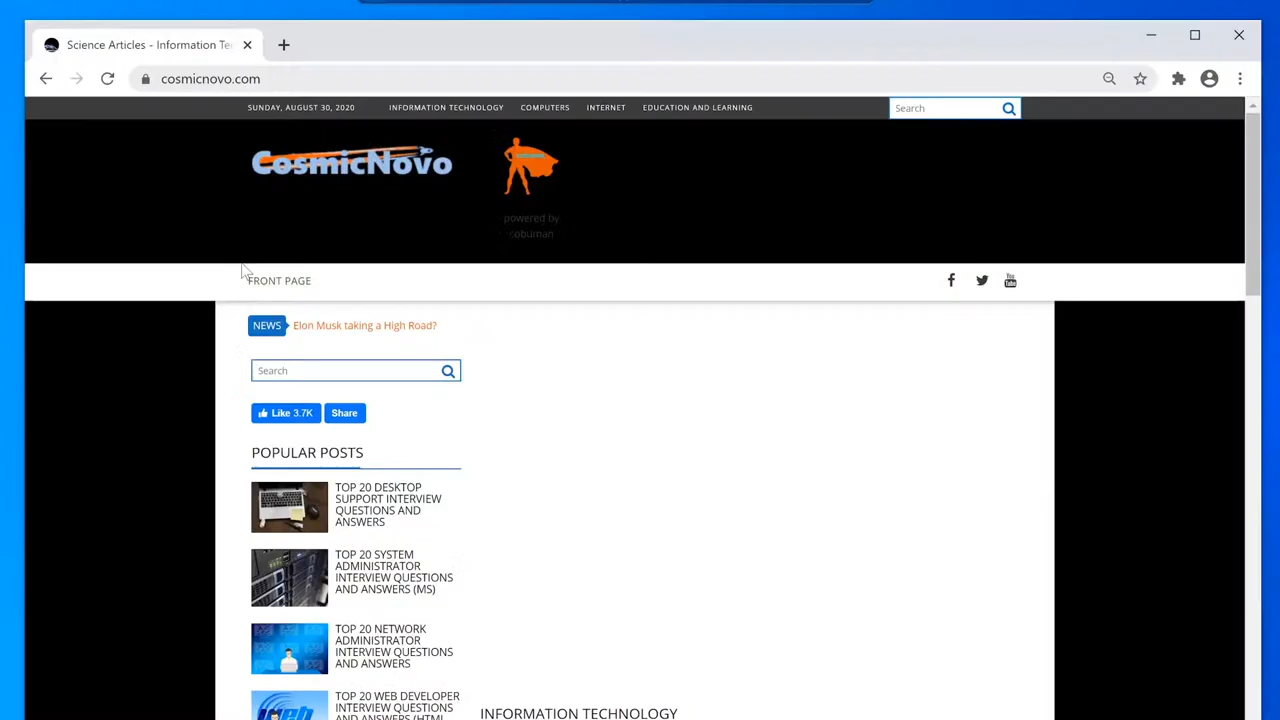 Science Articles - Information Te
cosmicnovo.com
SUNDAY, AUGUST 30, 2020 INFORMATION TECHNOLOGY COMPUTERS INTERNET EDUCATION AND LEARNING Search
CosmicNovo
powered by
cobuman
FRONT PAGE
NEWS Elon Musk taking a High Road?
Search
Like 3.7K Share
POPULAR POSTS
TOP 20 DESKTOP
SUPPORT INTERVIEW
QUESTIONS AND
ANSWERS
TOP 20 SYSTEM
ADMINISTRATOR
INTERVIEW QUESTIONS
AND ANSWERS (MS)
TOP 20 NETWORK
ADMINISTRATOR
INTERVIEW QUESTIONS
AND ANSWERS
TOP 20 WEB DEVELOPER
INTERVIEW QUESTIONS
AND ANSWERS (HTML,
INFORMATION TECHNOLOGY